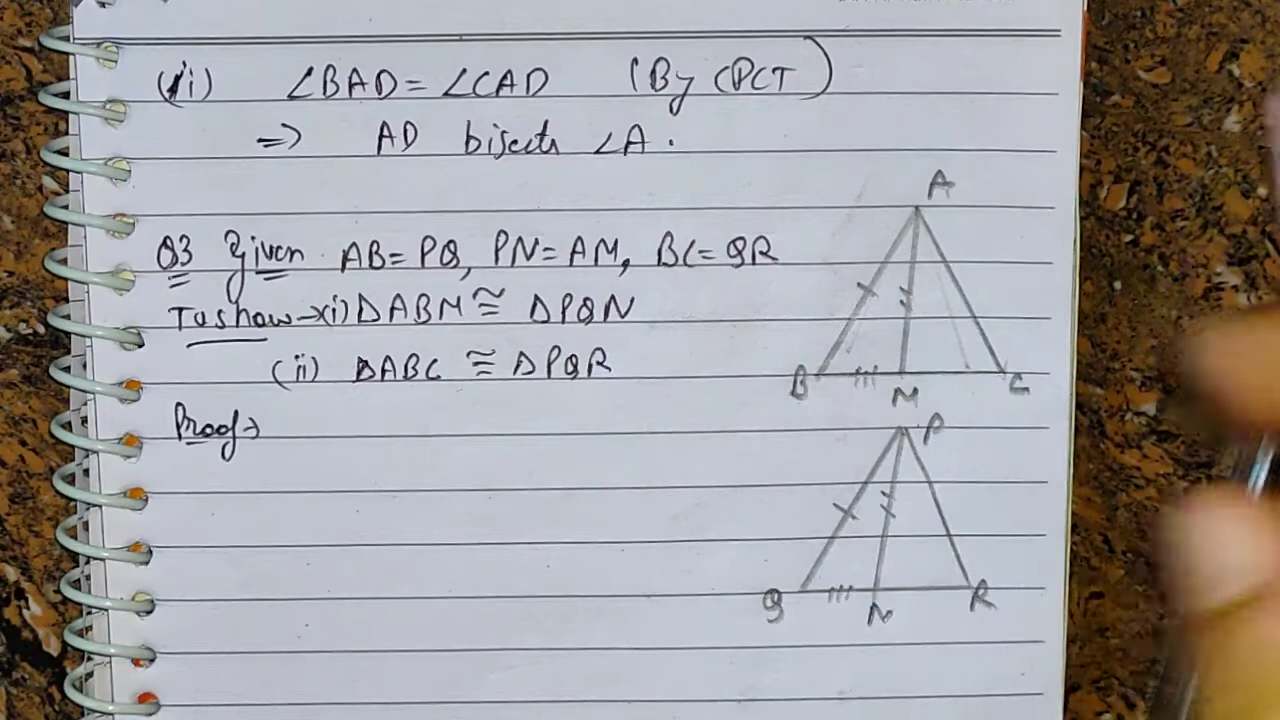 (ii) ∠BAD = ∠CAD (By CPCT)
=> AD bisects ∠A.
Q3 Given AB = PQ, PN = AM, BC = QR
To show → (i) ΔABM ≅ ΔPQN
(ii) ΔABC ≅ ΔPQR
Proof →
A
B
M
C
P
Q
N
R